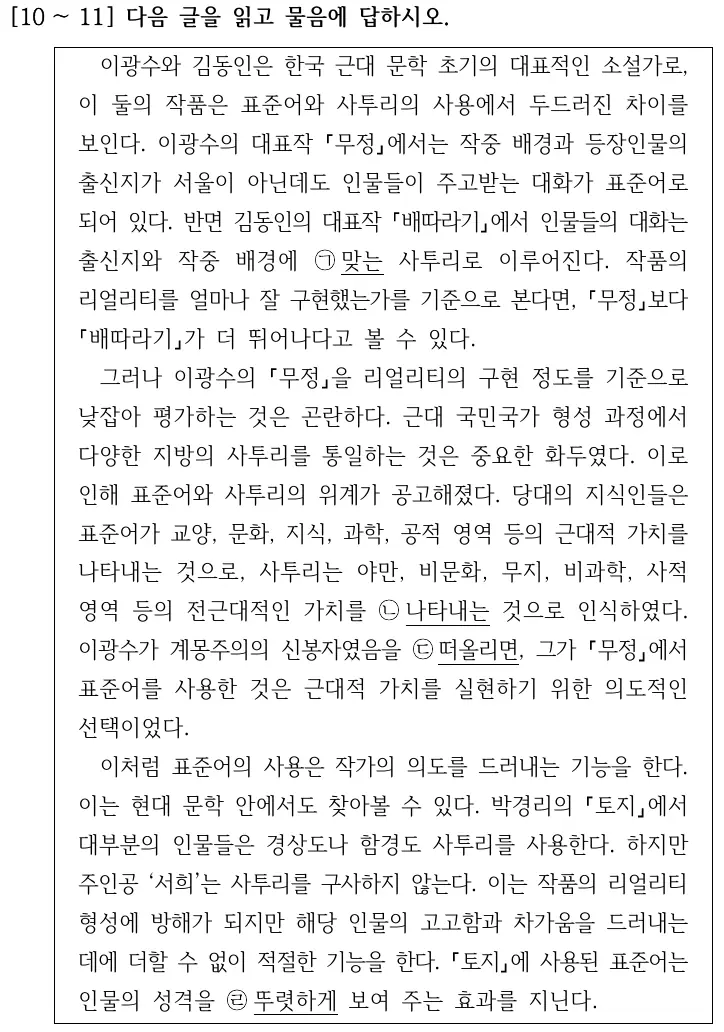 [10 ~ 11] 다음 글을 읽고 물음에 답하시오.
이광수와 김동인은 한국 근대 문학 초기의 대표적인 소설가로,
이 둘의 작품은 표준어와 사투리의 사용에서 두드러진 차이를
보인다. 이광수의 대표작 『무정』에서는 작중 배경과 등장인물의
출신지가 서울이 아닌데도 인물들이 주고받는 대화가 표준어로
되어 있다. 반면 김동인의 대표작 『배따라기』에서 인물들의 대화는
출신지와 작중 배경에 ㉠ 맞는 사투리로 이루어진다. 작품의
리얼리티를 얼마나 잘 구현했는가를 기준으로 본다면, 『무정』보다
『배따라기』가 더 뛰어나다고 볼 수 있다.
그러나 이광수의 『무정』을 리얼리티의 구현 정도를 기준으로
낮잡아 평가하는 것은 곤란하다. 근대 국민국가 형성 과정에서
다양한 지방의 사투리를 통일하는 것은 중요한 화두였다. 이로
인해 표준어와 사투리의 위계가 공고해졌다. 당대의 지식인들은
표준어가 교양, 문화, 지식, 과학, 공적 영역 등의 근대적 가치를
나타내는 것으로, 사투리는 야만, 비문화, 무지, 비과학, 사적
영역 등의 전근대적인 가치를 ㉡ 나타내는 것으로 인식하였다.
이광수가 계몽주의의 신봉자였음을 ㉢ 떠올리면, 그가 『무정』에서
표준어를 사용한 것은 근대적 가치를 실현하기 위한 의도적인
선택이었다.
이처럼 표준어의 사용은 작가의 의도를 드러내는 기능을 한다.
이는 현대 문학 안에서도 찾아볼 수 있다. 박경리의 『토지』에서
대부분의 인물들은 경상도나 함경도 사투리를 사용한다. 하지만
주인공 ‘서희’는 사투리를 구사하지 않는다. 이는 작품의 리얼리티
형성에 방해가 되지만 해당 인물의 고고함과 차가움을 드러내는
데에 더할 수 없이 적절한 기능을 한다. 『토지』에 사용된 표준어는
인물의 성격을 ㉣ 뚜렷하게 보여 주는 효과를 지닌다.